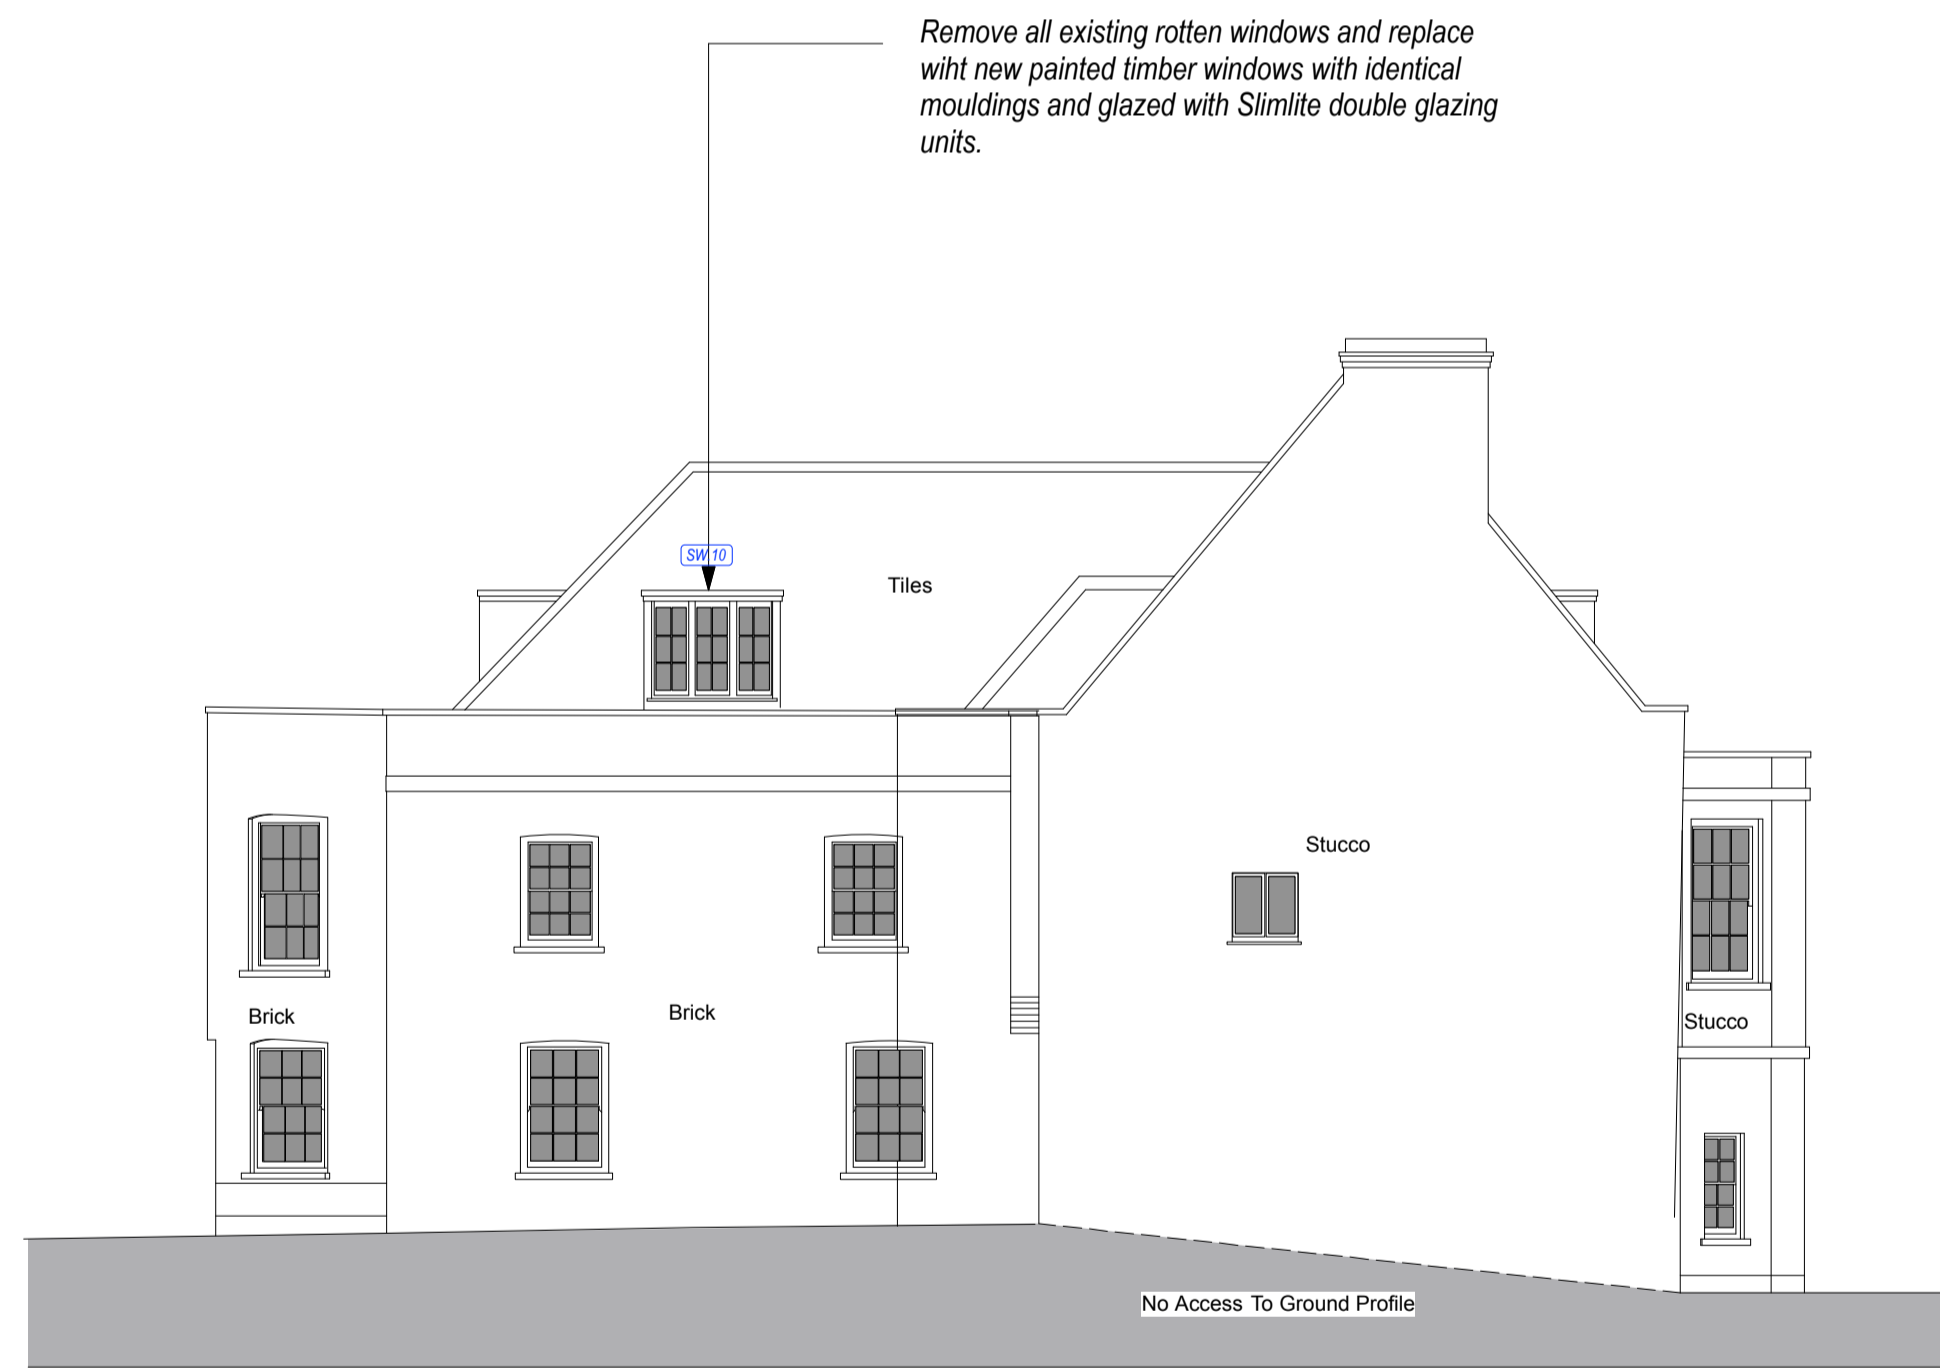 Remove all existing rotten windows and replace
wiht new painted timber windows with identical
mouldings and glazed with Slimlite double glazing
units.
SW 10
Tiles
Stucco
Brick
Brick
Stucco
No Access To Ground Profile